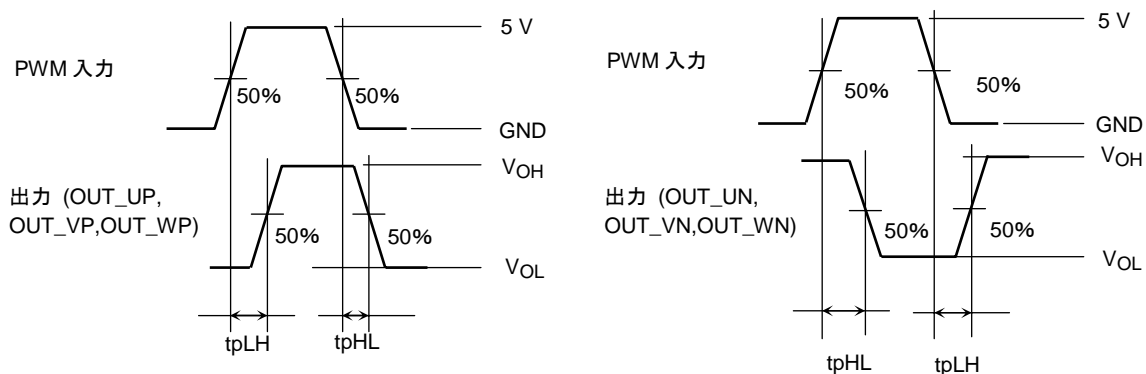 5 V
PWM 入力
50%
50%
GND
VOH
出力 (OUT_UP,
OUT_VP,OUT_WP)
50%
50%
VOL
tpLH
tpHL
5 V
PWM 入力
50%
50%
GND
VOH
出力 (OUT_UN,
OUT_VN,OUT_WN)
50%
50%
VOL
tpHL
tpLH